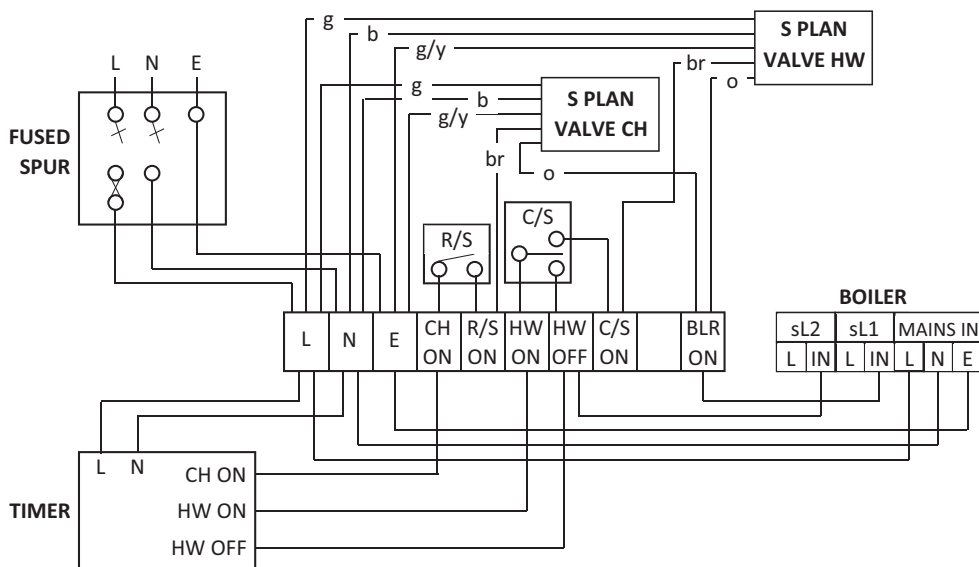 g
b
g/y
br
o
S PLAN
VALVE HW
L N E
FUSED
SPUR
g
b
g/y
br
o
S PLAN
VALVE CH
R/S
C/S
L
N
E
CH
ON
R/S
ON
HW
ON
HW
OFF
C/S
ON
BLR
ON
BOILER
sL2 sL1 MAINS IN
L IN L IN L N E
TIMER
L N
CH ON
HW ON
HW OFF